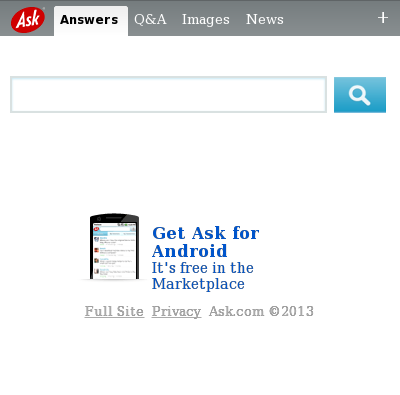 Ask Answers Q&A Images News +
Get Ask for
Android
It's free in the
Marketplace
Full Site Privacy Ask.com ©2013